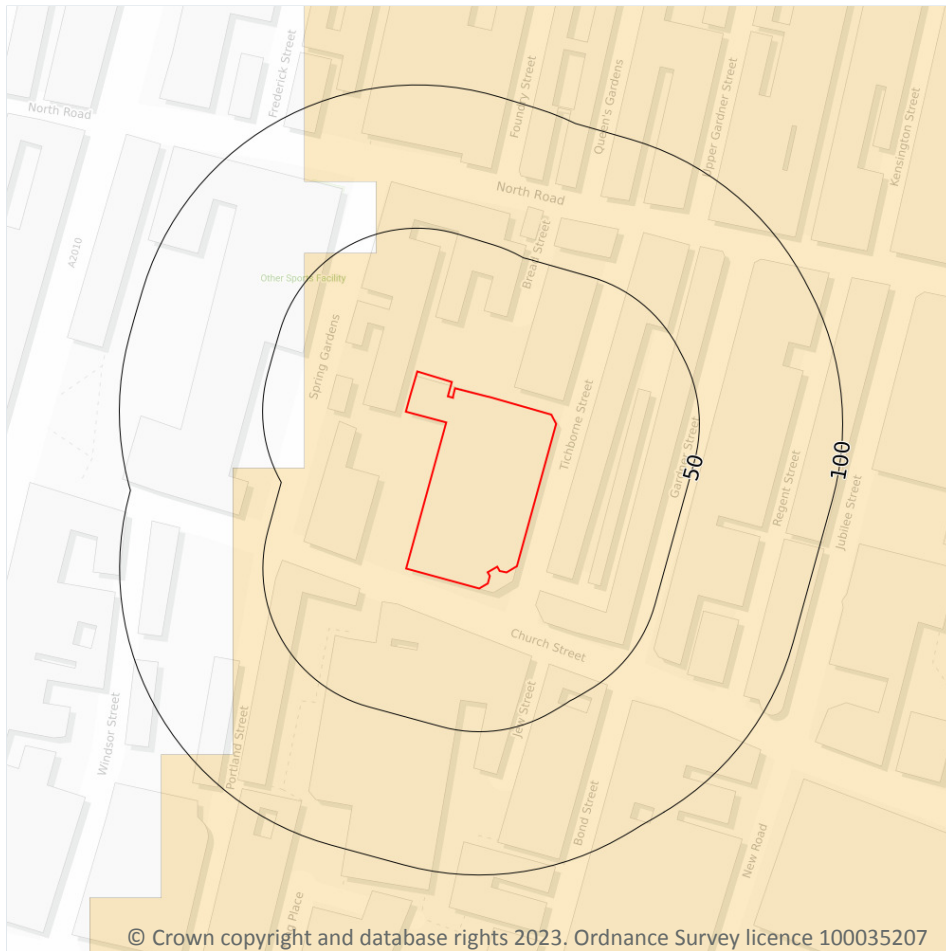 Frederick Street
North Road
Foundry Street
Queen's Gardens
Upper Gardner Street
Kensington Street
North Road
A2010
Bread Street
Other Sports Facility
Spring Gardens
Tichborne Street
Gardner Street
50
100
Regent Street
Jubilee Street
Church Street
Windsor Street
Portland Street
Jew Street
Bond Street
New Road
Place
© Crown copyright and database rights 2023. Ordnance Survey licence 100035207